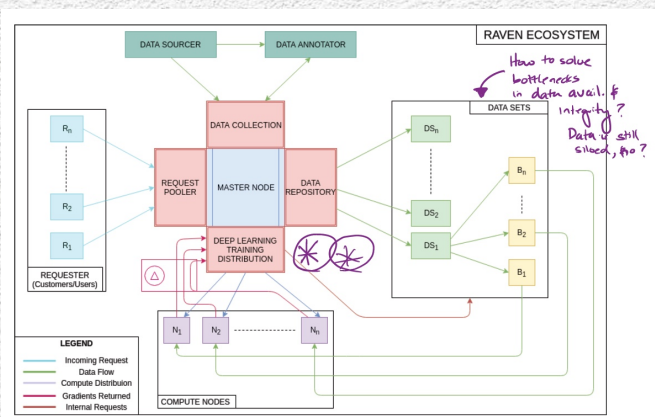 RAVEN ECOSYSTEM
DATA SOURCER
DATA ANNOTATOR
How to solve
bottlenecks
in data avail. &
integrity?
Data is still
siloed, no?
DATA COLLECTION
REQUEST
POOLER
MASTER NODE
DATA
REPOSITORY
DEEP LEARNING
TRAINING
DISTRIBUTION
Rn
R2
R1
REQUESTER
(Customers/Users)
DATA SETS
DSn
DS2
DS1
Bn
B2
B1
N1
N2
Nn
COMPUTE NODES
LEGEND
Incoming Request
Data Flow
Compute Distribuion
Gradients Returned
Internal Requests